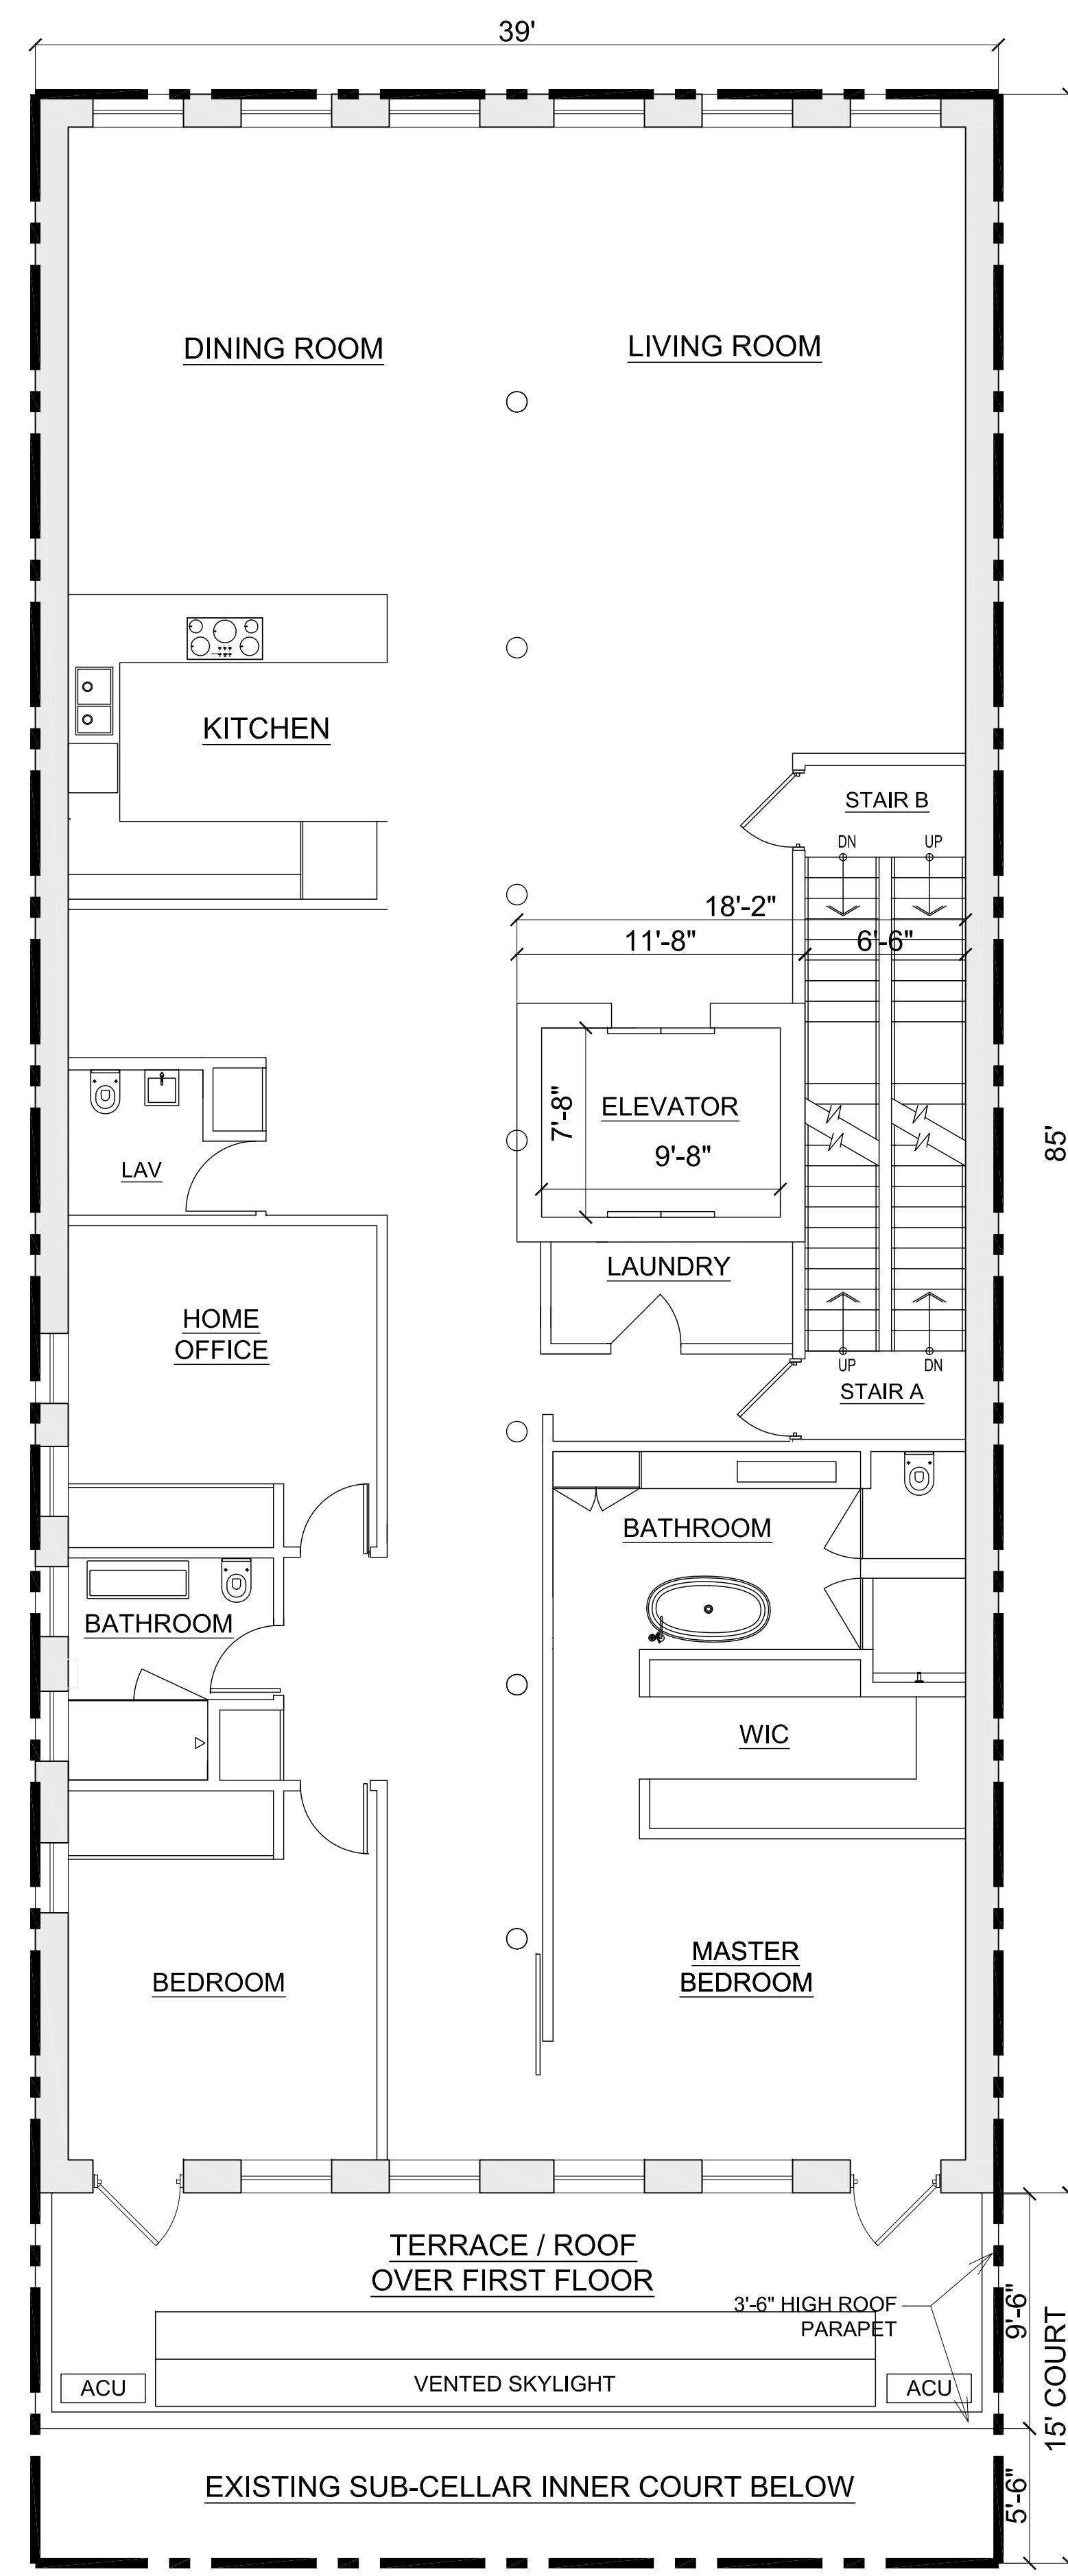 39'
DINING ROOM
LIVING ROOM
KITCHEN
STAIR B
DN
UP
18'-2"
11'-8"
6'-6"
7'-8"
ELEVATOR
9'-8"
85'
LAV
LAUNDRY
HOME
OFFICE
UP
DN
STAIR A
BATHROOM
BATHROOM
WIC
MASTER
BEDROOM
BEDROOM
TERRACE / ROOF
OVER FIRST FLOOR
3'-6" HIGH ROOF
PARAPET
9'-6"
15' COURT
ACU
VENTED SKYLIGHT
ACU
EXISTING SUB-CELLAR INNER COURT BELOW
5'-6"